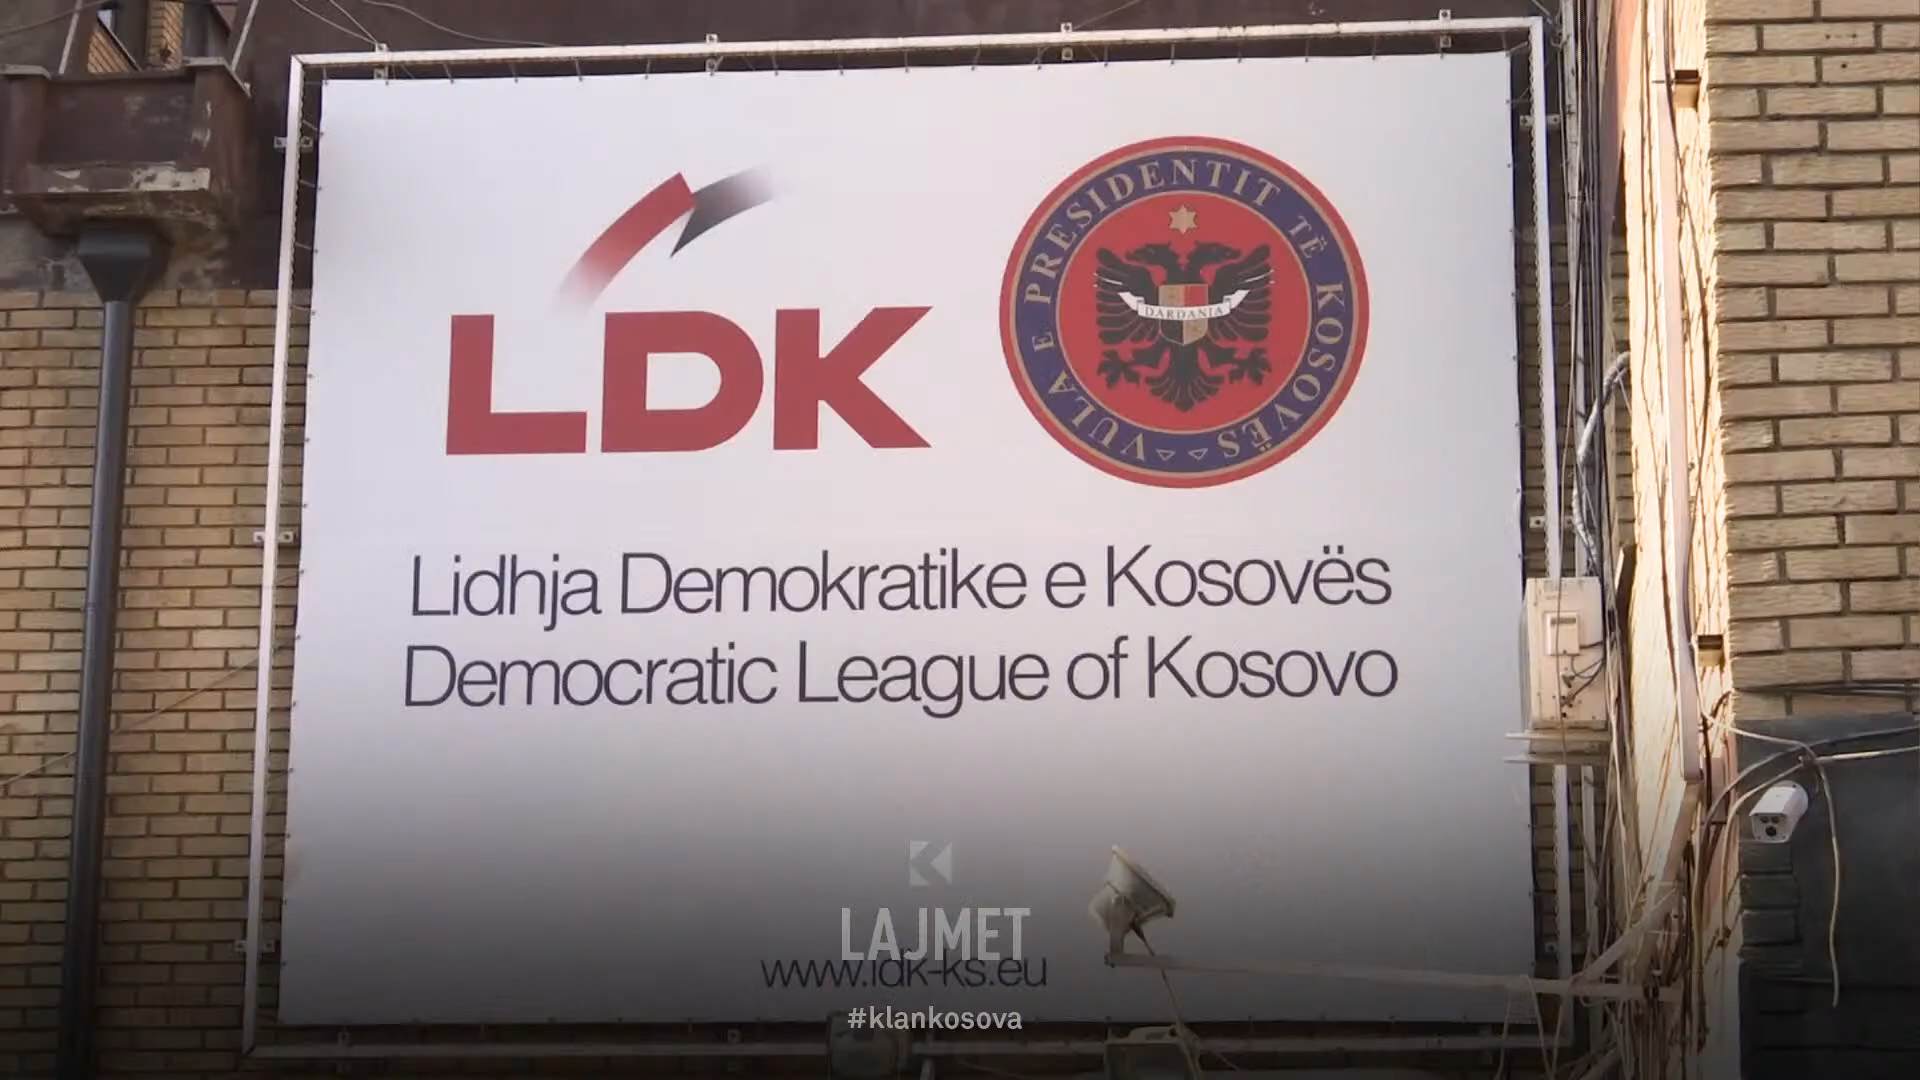 LDK
VULA E PRESIDENTIT TË KOSOVËS
DARDANIA
Lidhja Demokratike e Kosovës
Democratic League of Kosovo
LAJMET
www.ldk-ks.eu
#klankosova